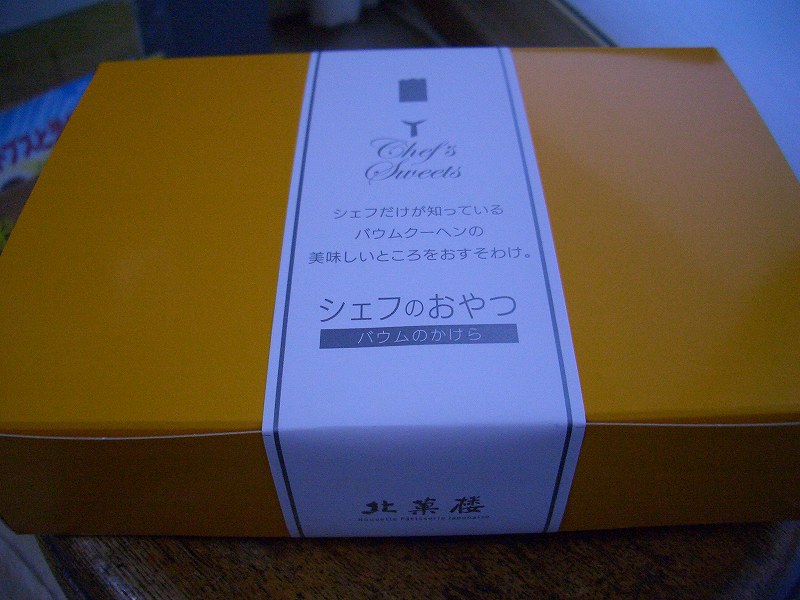 Chef's
Sweets
シェフだけが知っている
バウムクーヘンの
美味しいところをおすそわけ。
シェフのおやつ
バウムのかけら
北菓楼